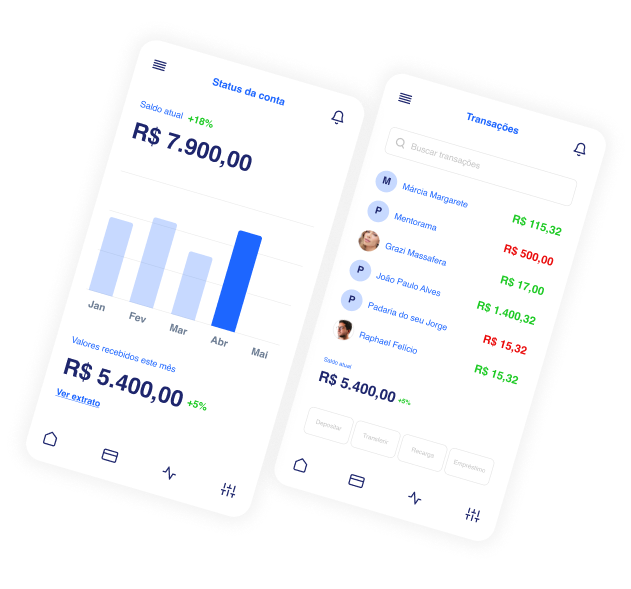 Status da conta
Saldo atual +18%
R$ 7.900,00
Jan Fev Mar Abr Mai
Valores recebidos este mês
R$ 5.400,00 +5%
Ver extrato
Transações
Buscar transações
M Márcia Margarete R$ 115,32
P Mentorama R$ 500,00
Grazi Massafera R$ 17,00
P João Paulo Alves R$ 1.400,32
P Padaria do seu Jorge R$ 15,32
Raphael Felício R$ 15,32
Saldo atual
R$ 5.400,00 +5%
Depositar Transferir Recarga Empréstimo